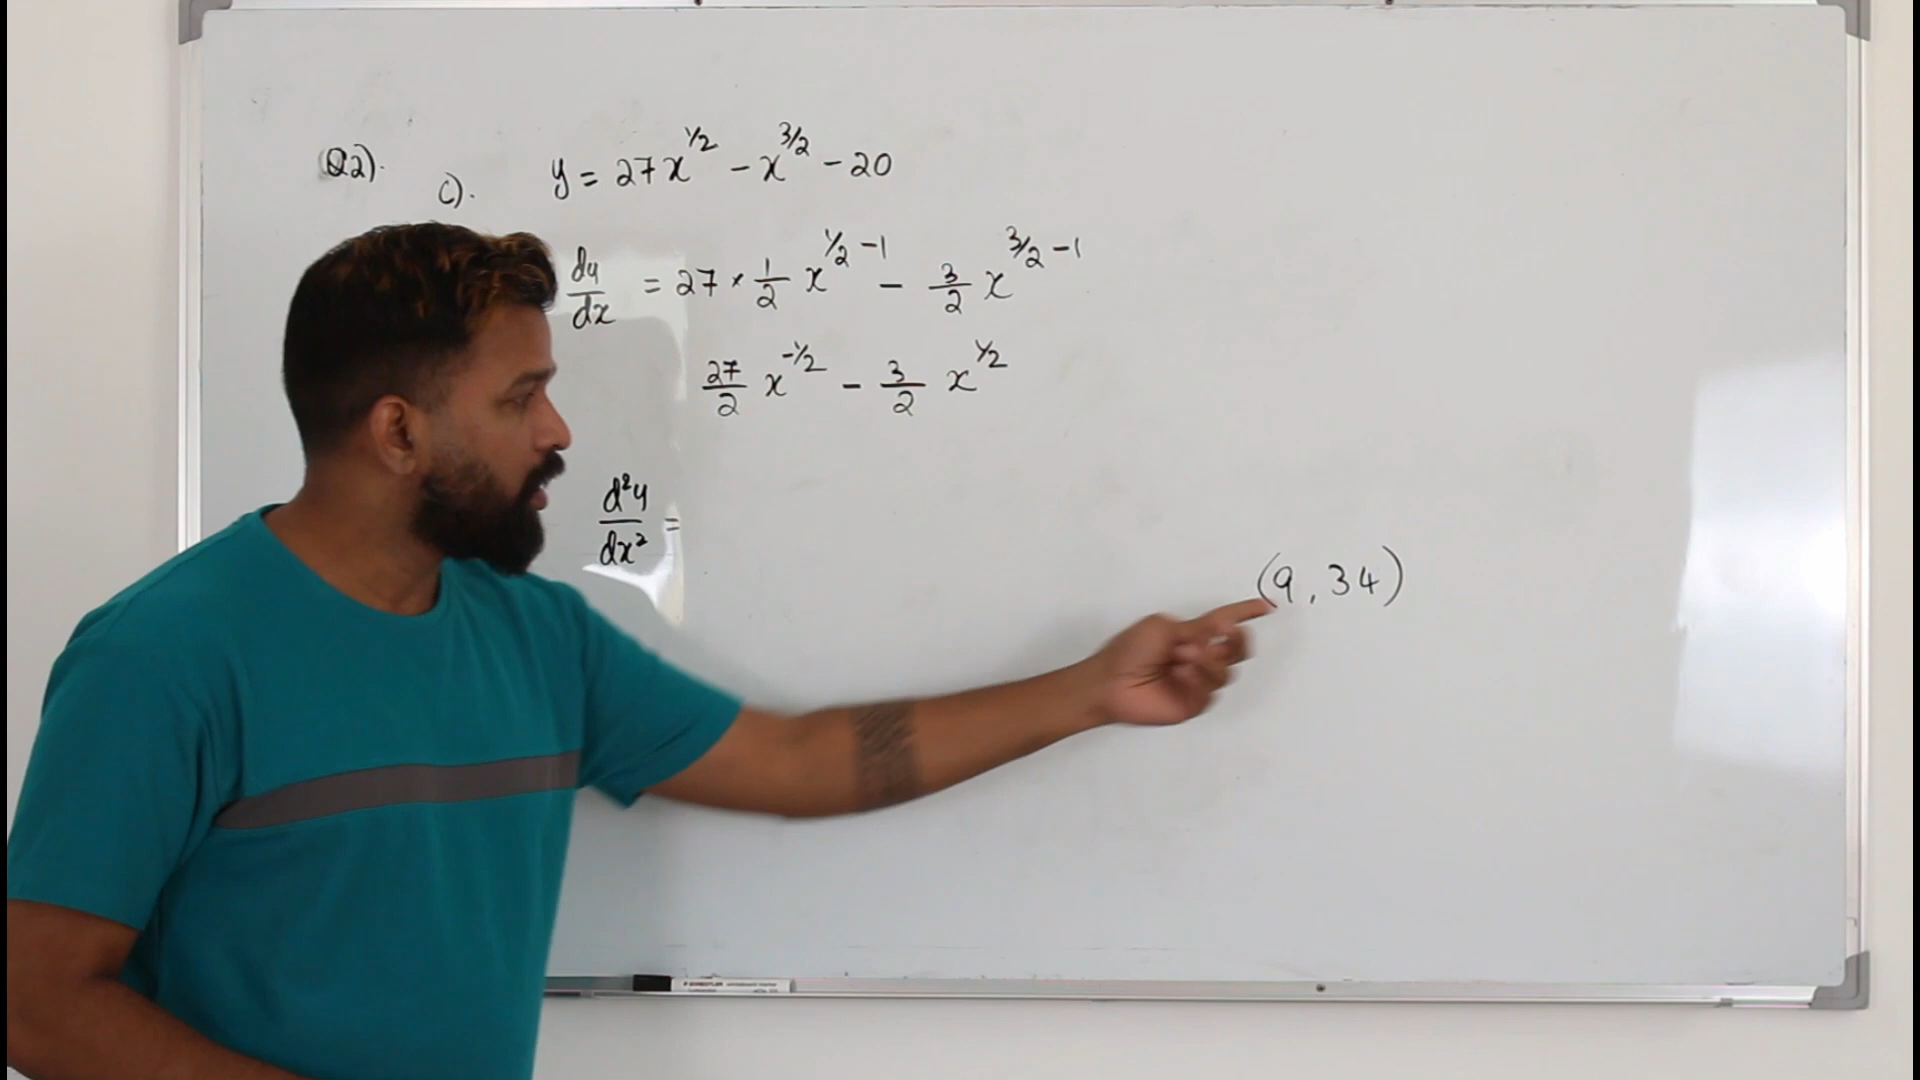 Q2).
c). y = 27x^{1/2} - x^{3/2} - 20
dy/dx = 27 × 1/2 x^{1/2 - 1} - 3/2 x^{3/2 - 1}
27/2 x^{-1/2} - 3/2 x^{1/2}
d²y/dx² =
(9, 34)
STAEDTLER